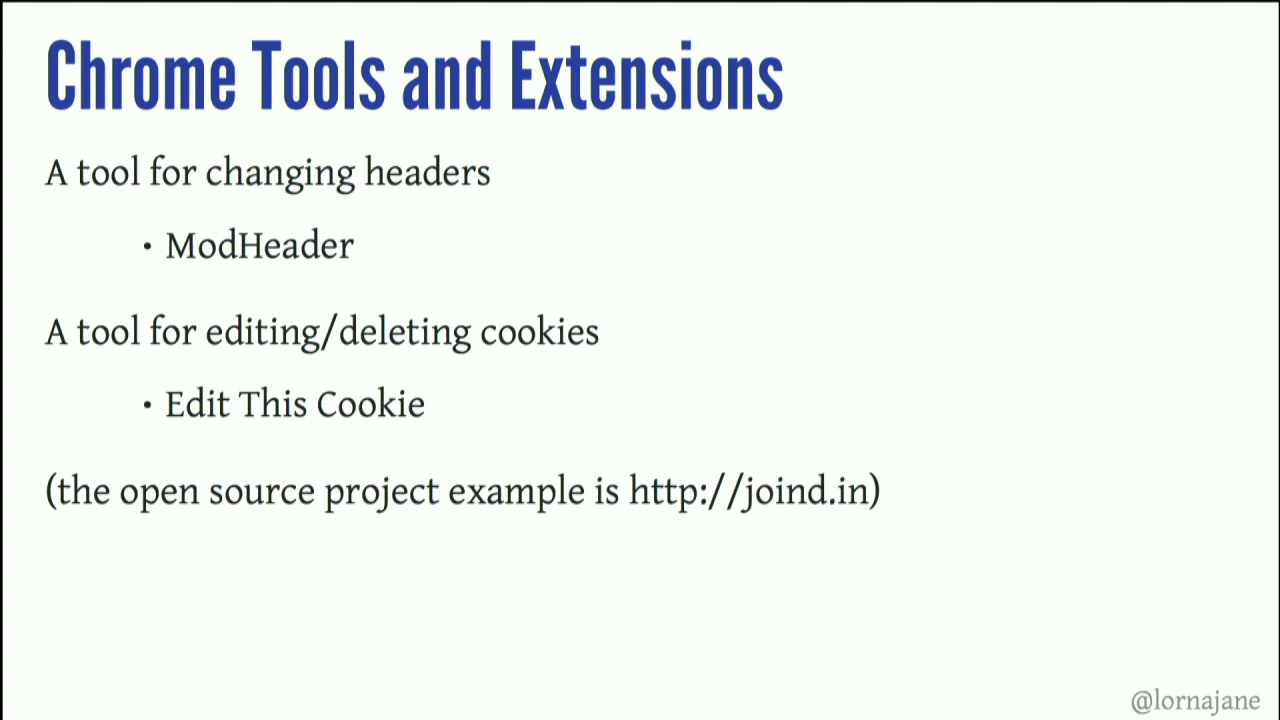 Chrome Tools and Extensions
A tool for changing headers
• ModHeader
A tool for editing/deleting cookies
• Edit This Cookie
(the open source project example is http://joind.in)
@lornajane